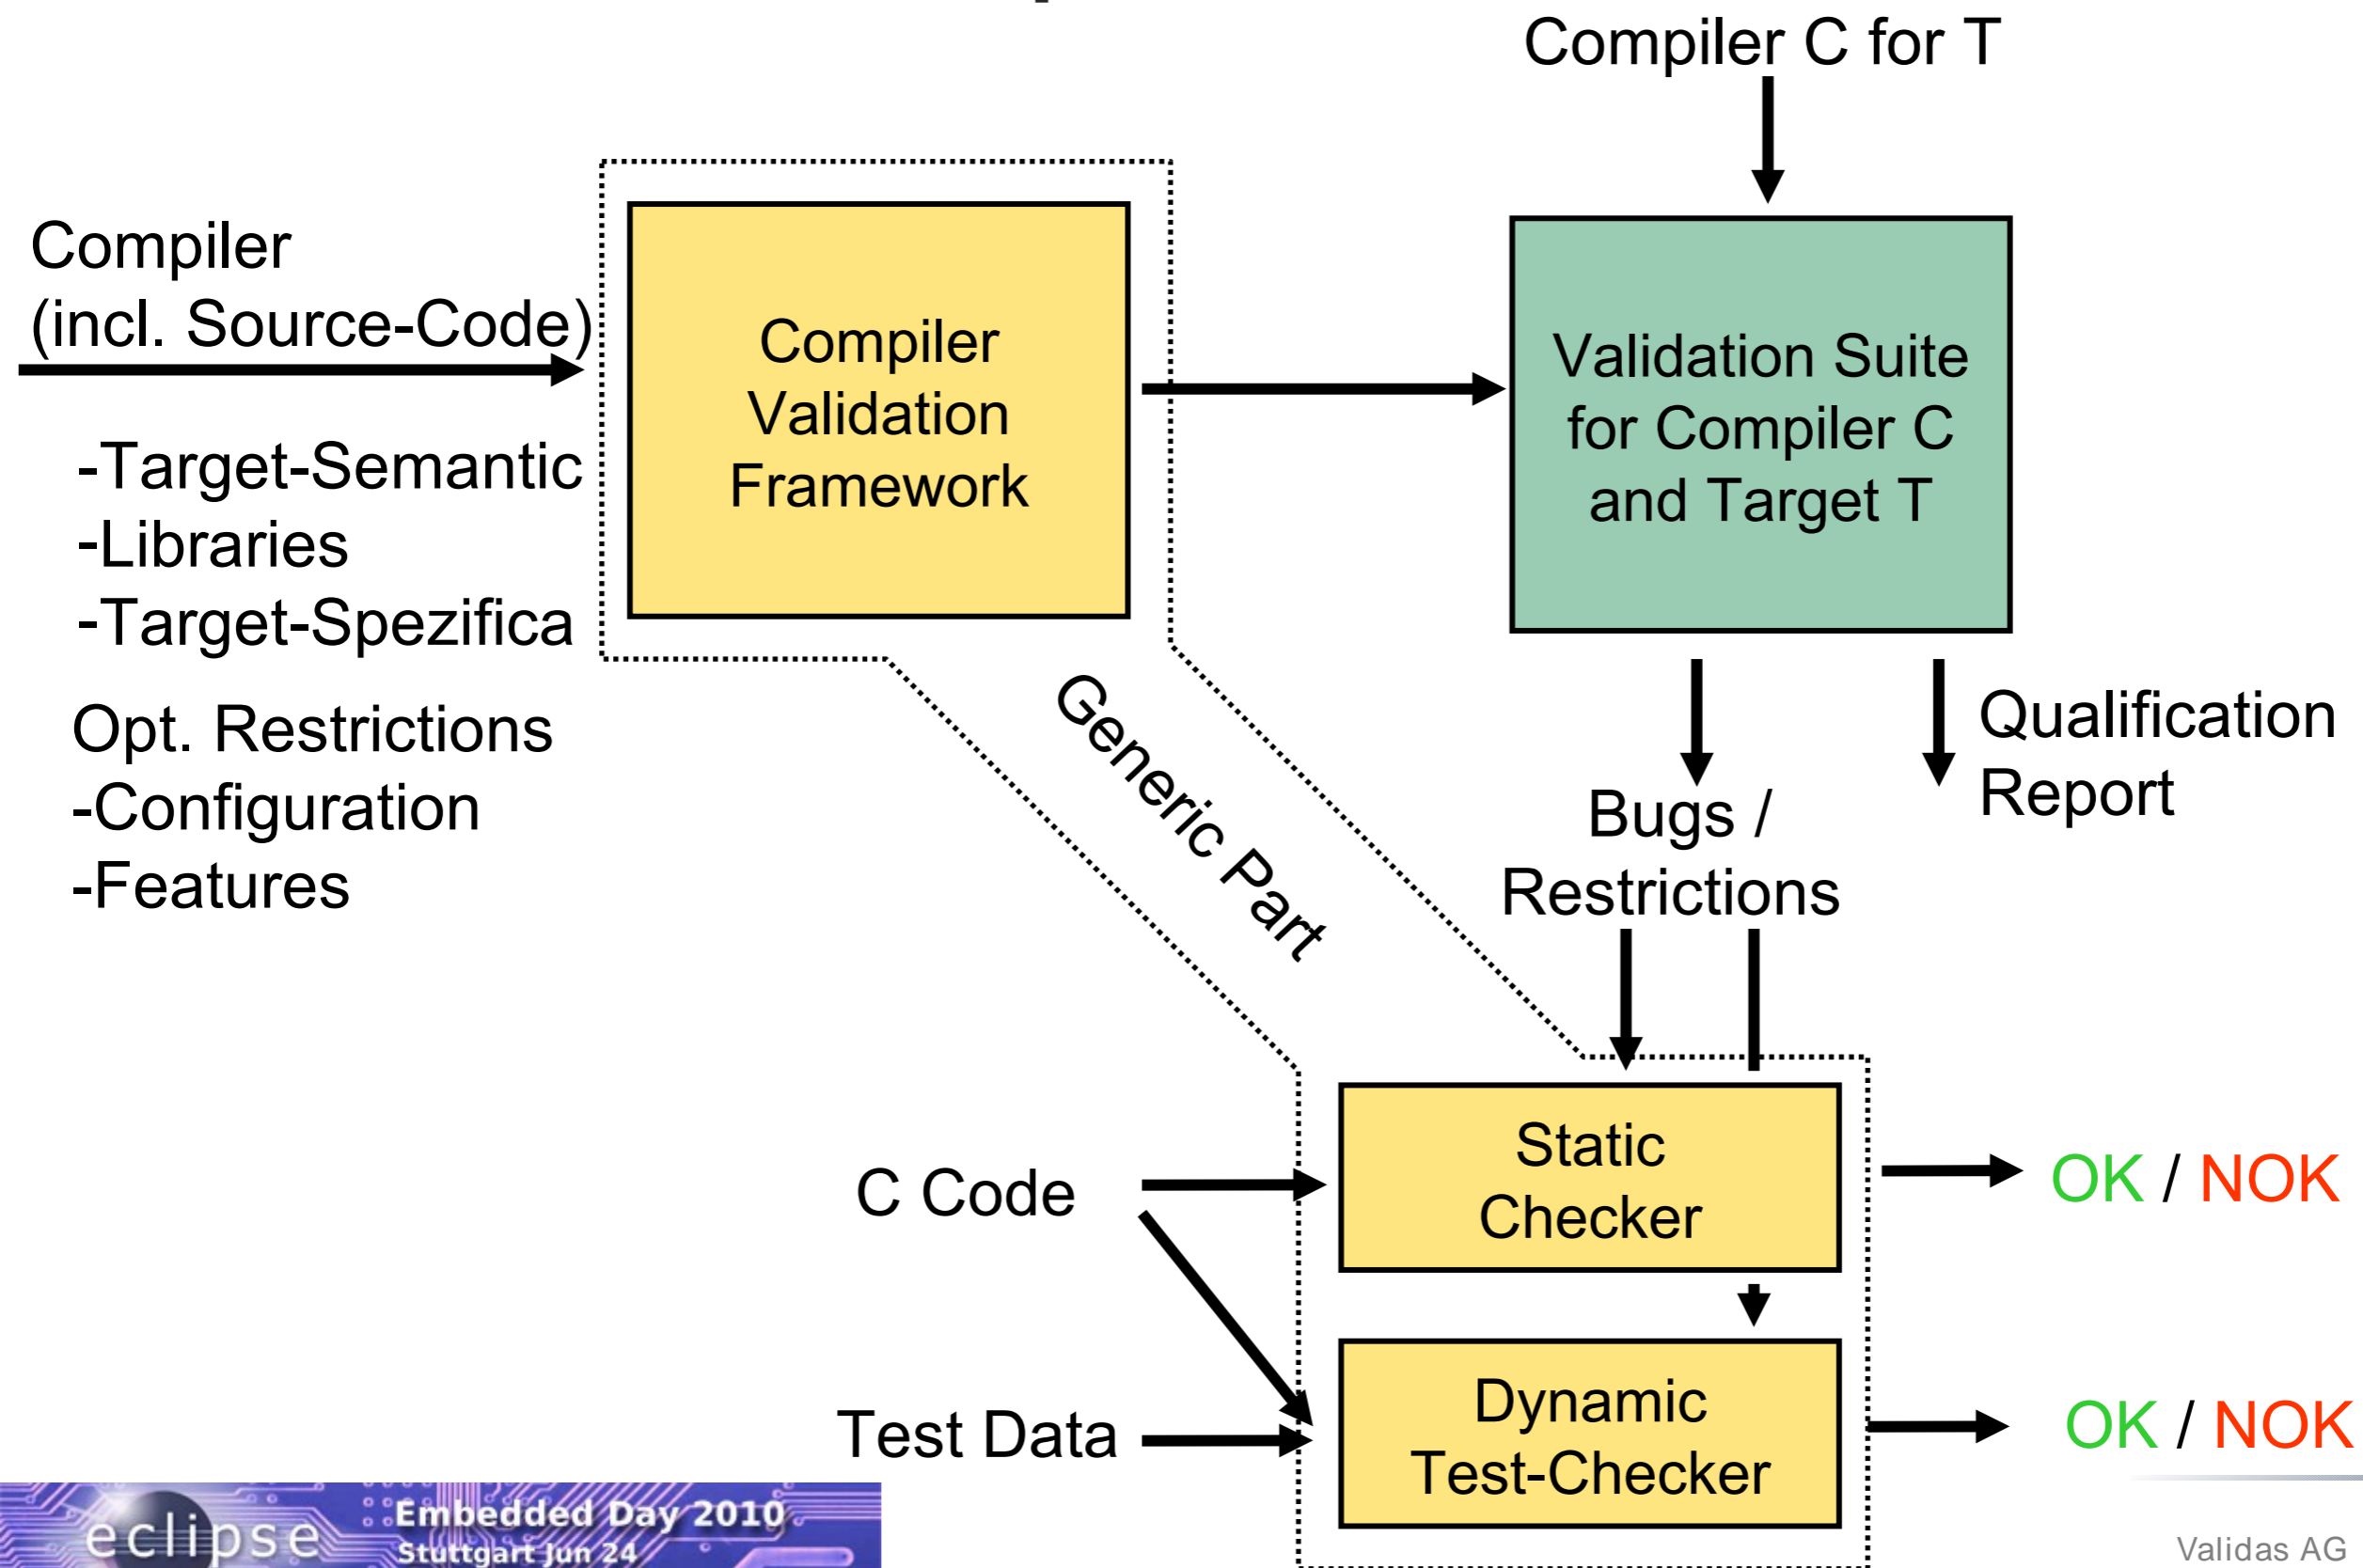 Compiler C for T
Compiler
(incl. Source-Code)
-Target-Semantic
-Libraries
-Target-Spezifica
Opt. Restrictions
-Configuration
-Features
Compiler
Validation
Framework
Validation Suite
for Compiler C
and Target T
Generic Part
Bugs /
Restrictions
Qualification
Report
C Code
Static
Checker
OK / NOK
Test Data
Dynamic
Test-Checker
OK / NOK
eclipse
Embedded Day 2010
Stuttgart Jun 24
Validas AG